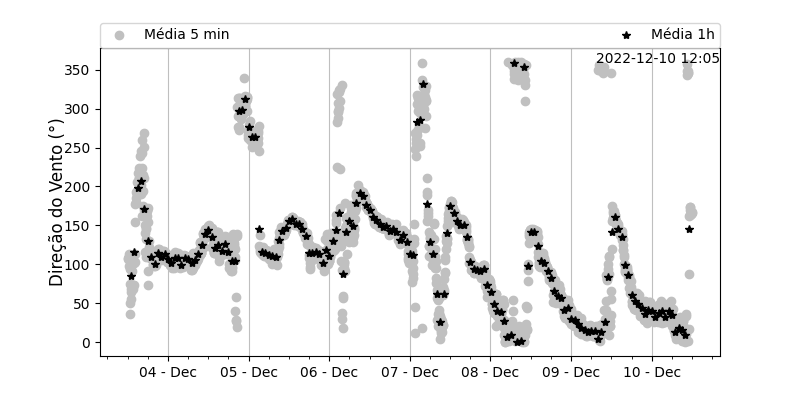 Média 5 min
Média 1h
2022-12-10 12:05
Direção do Vento (°)
350
300
250
200
150
100
50
0
04 - Dec
05 - Dec
06 - Dec
07 - Dec
08 - Dec
09 - Dec
10 - Dec